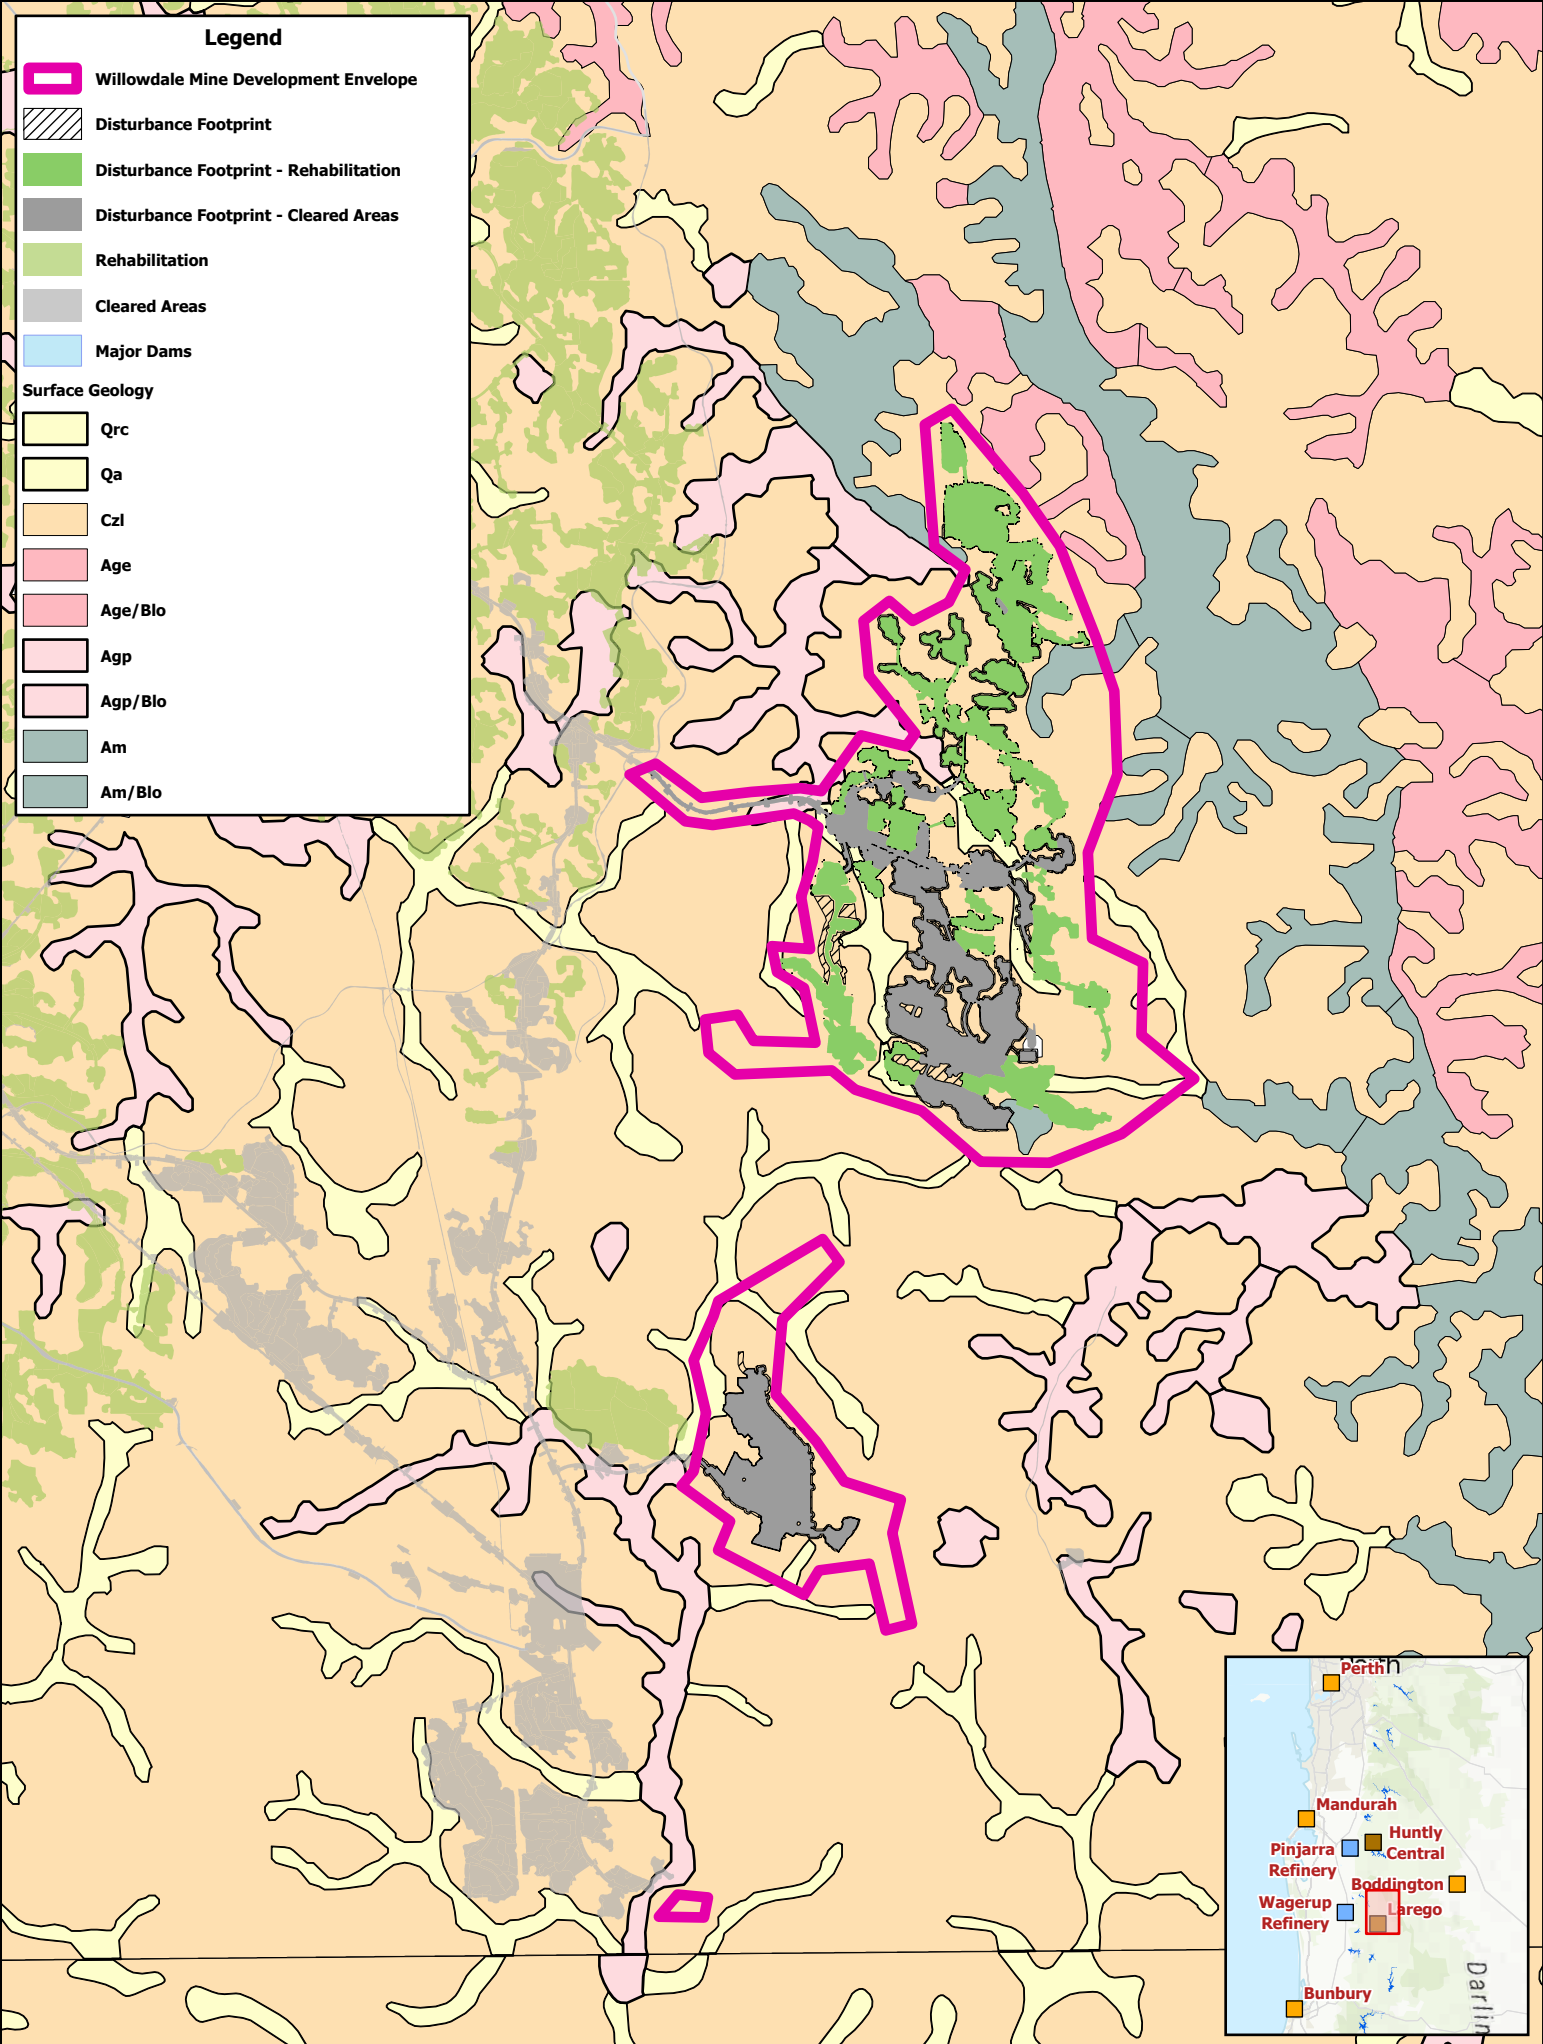 Legend
Willowdale Mine Development Envelope
Disturbance Footprint
Disturbance Footprint - Rehabilitation
Disturbance Footprint - Cleared Areas
Rehabilitation
Cleared Areas
Major Dams
Surface Geology
Qrc
Qa
Czl
Age
Age/Blo
Agp
Agp/Blo
Am
Am/Blo
Perth
Mandurah
Huntly
Central
Pinjarra
Refinery
Boddington
Wagerup
Refinery
Larego
Bunbury
Darlin